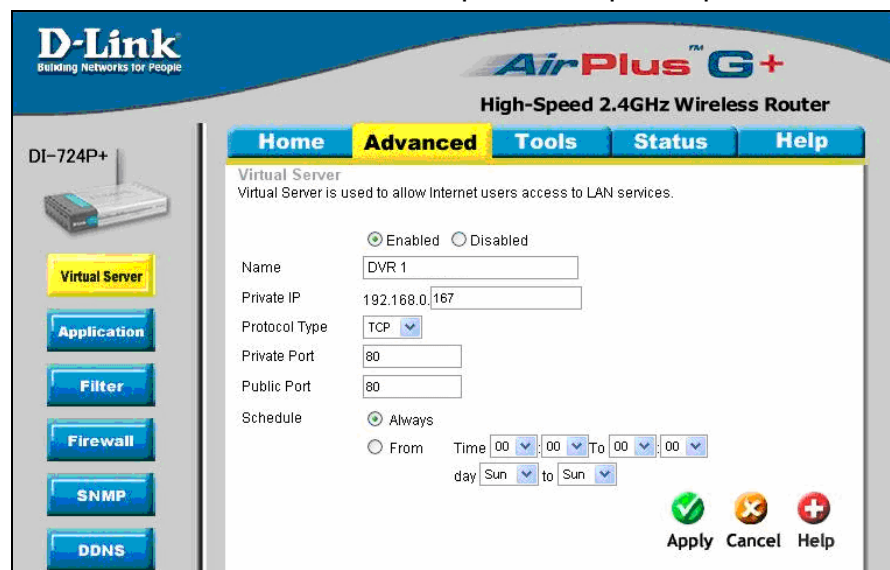 D-Link
Building Networks for People
AirPlus™ G+
High-Speed 2.4GHz Wireless Router
DI-724P+
Home Advanced Tools Status Help
Virtual Server
Virtual Server is used to allow Internet users access to LAN services.
Enabled Disabled
Name DVR 1
Private IP 192.168.0. 167
Protocol Type TCP
Private Port 80
Public Port 80
Schedule Always
From Time 00 : 00 To 00 : 00
day Sun to Sun
Apply Cancel Help
Virtual Server
Application
Filter
Firewall
SNMP
DDNS